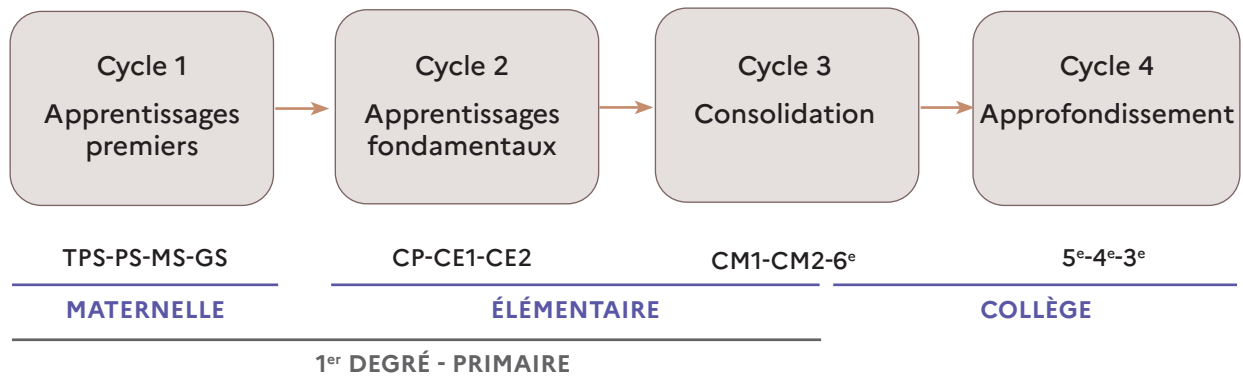 Cycle 1
Apprentissages
premiers
Cycle 2
Apprentissages
fondamentaux
Cycle 3
Consolidation
Cycle 4
Approfondissement
TPS-PS-MS-GS
CP-CE1-CE2
CM1-CM2-6ᵉ
5ᵉ-4ᵉ-3ᵉ
MATERNELLE
ÉLÉMENTAIRE
COLLÈGE
1ᵉʳ DEGRÉ - PRIMAIRE